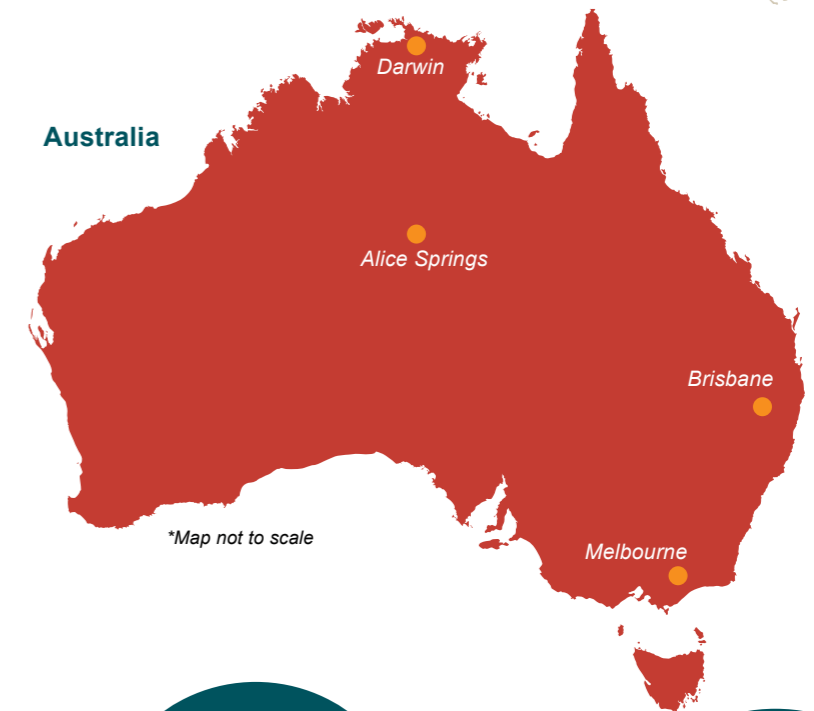 Darwin
Australia
Alice Springs
Brisbane
*Map not to scale
Melbourne